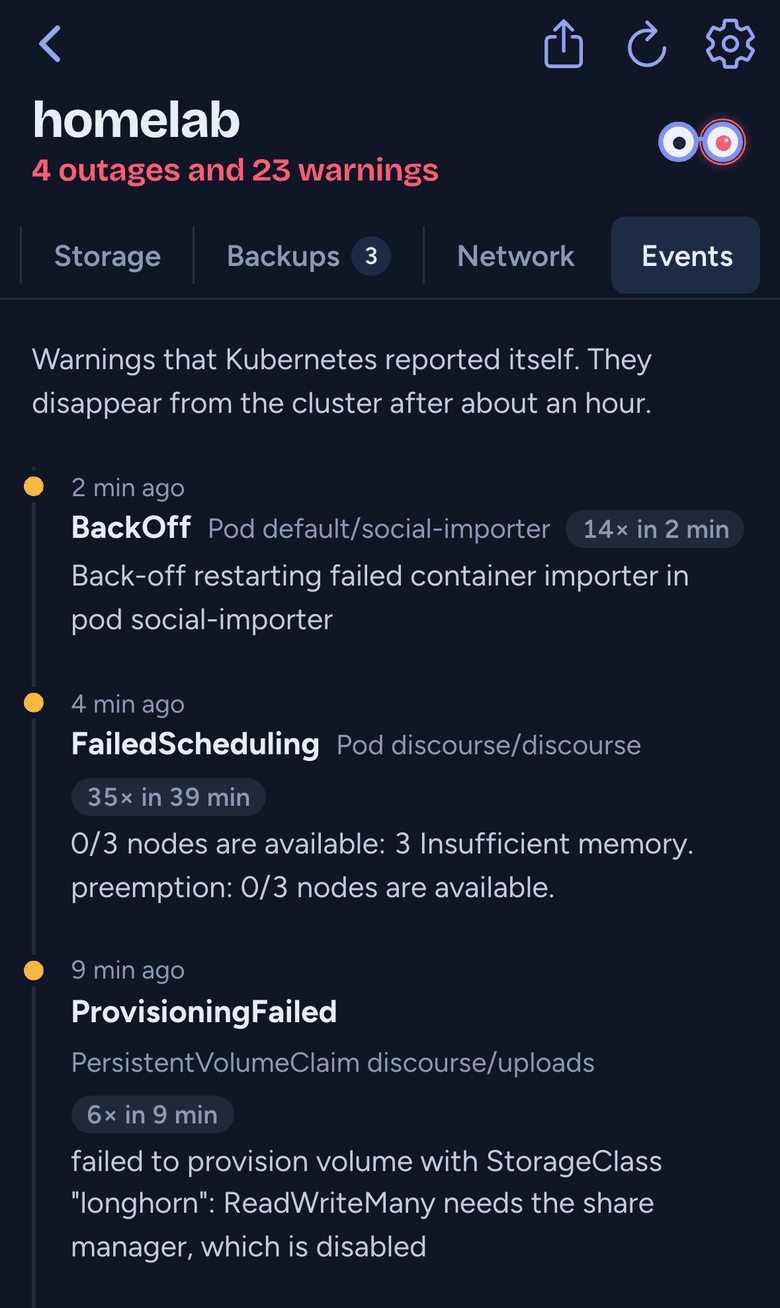 homelab
4 outages and 23 warnings
Storage
Backups 3
Network
Events
Warnings that Kubernetes reported itself. They
disappear from the cluster after about an hour.
2 min ago
BackOff Pod default/social-importer 14× in 2 min
Back-off restarting failed container importer in
pod social-importer
4 min ago
FailedScheduling Pod discourse/discourse
35× in 39 min
0/3 nodes are available: 3 Insufficient memory.
preemption: 0/3 nodes are available.
9 min ago
ProvisioningFailed
PersistentVolumeClaim discourse/uploads
6× in 9 min
failed to provision volume with StorageClass
"longhorn": ReadWriteMany needs the share
manager, which is disabled